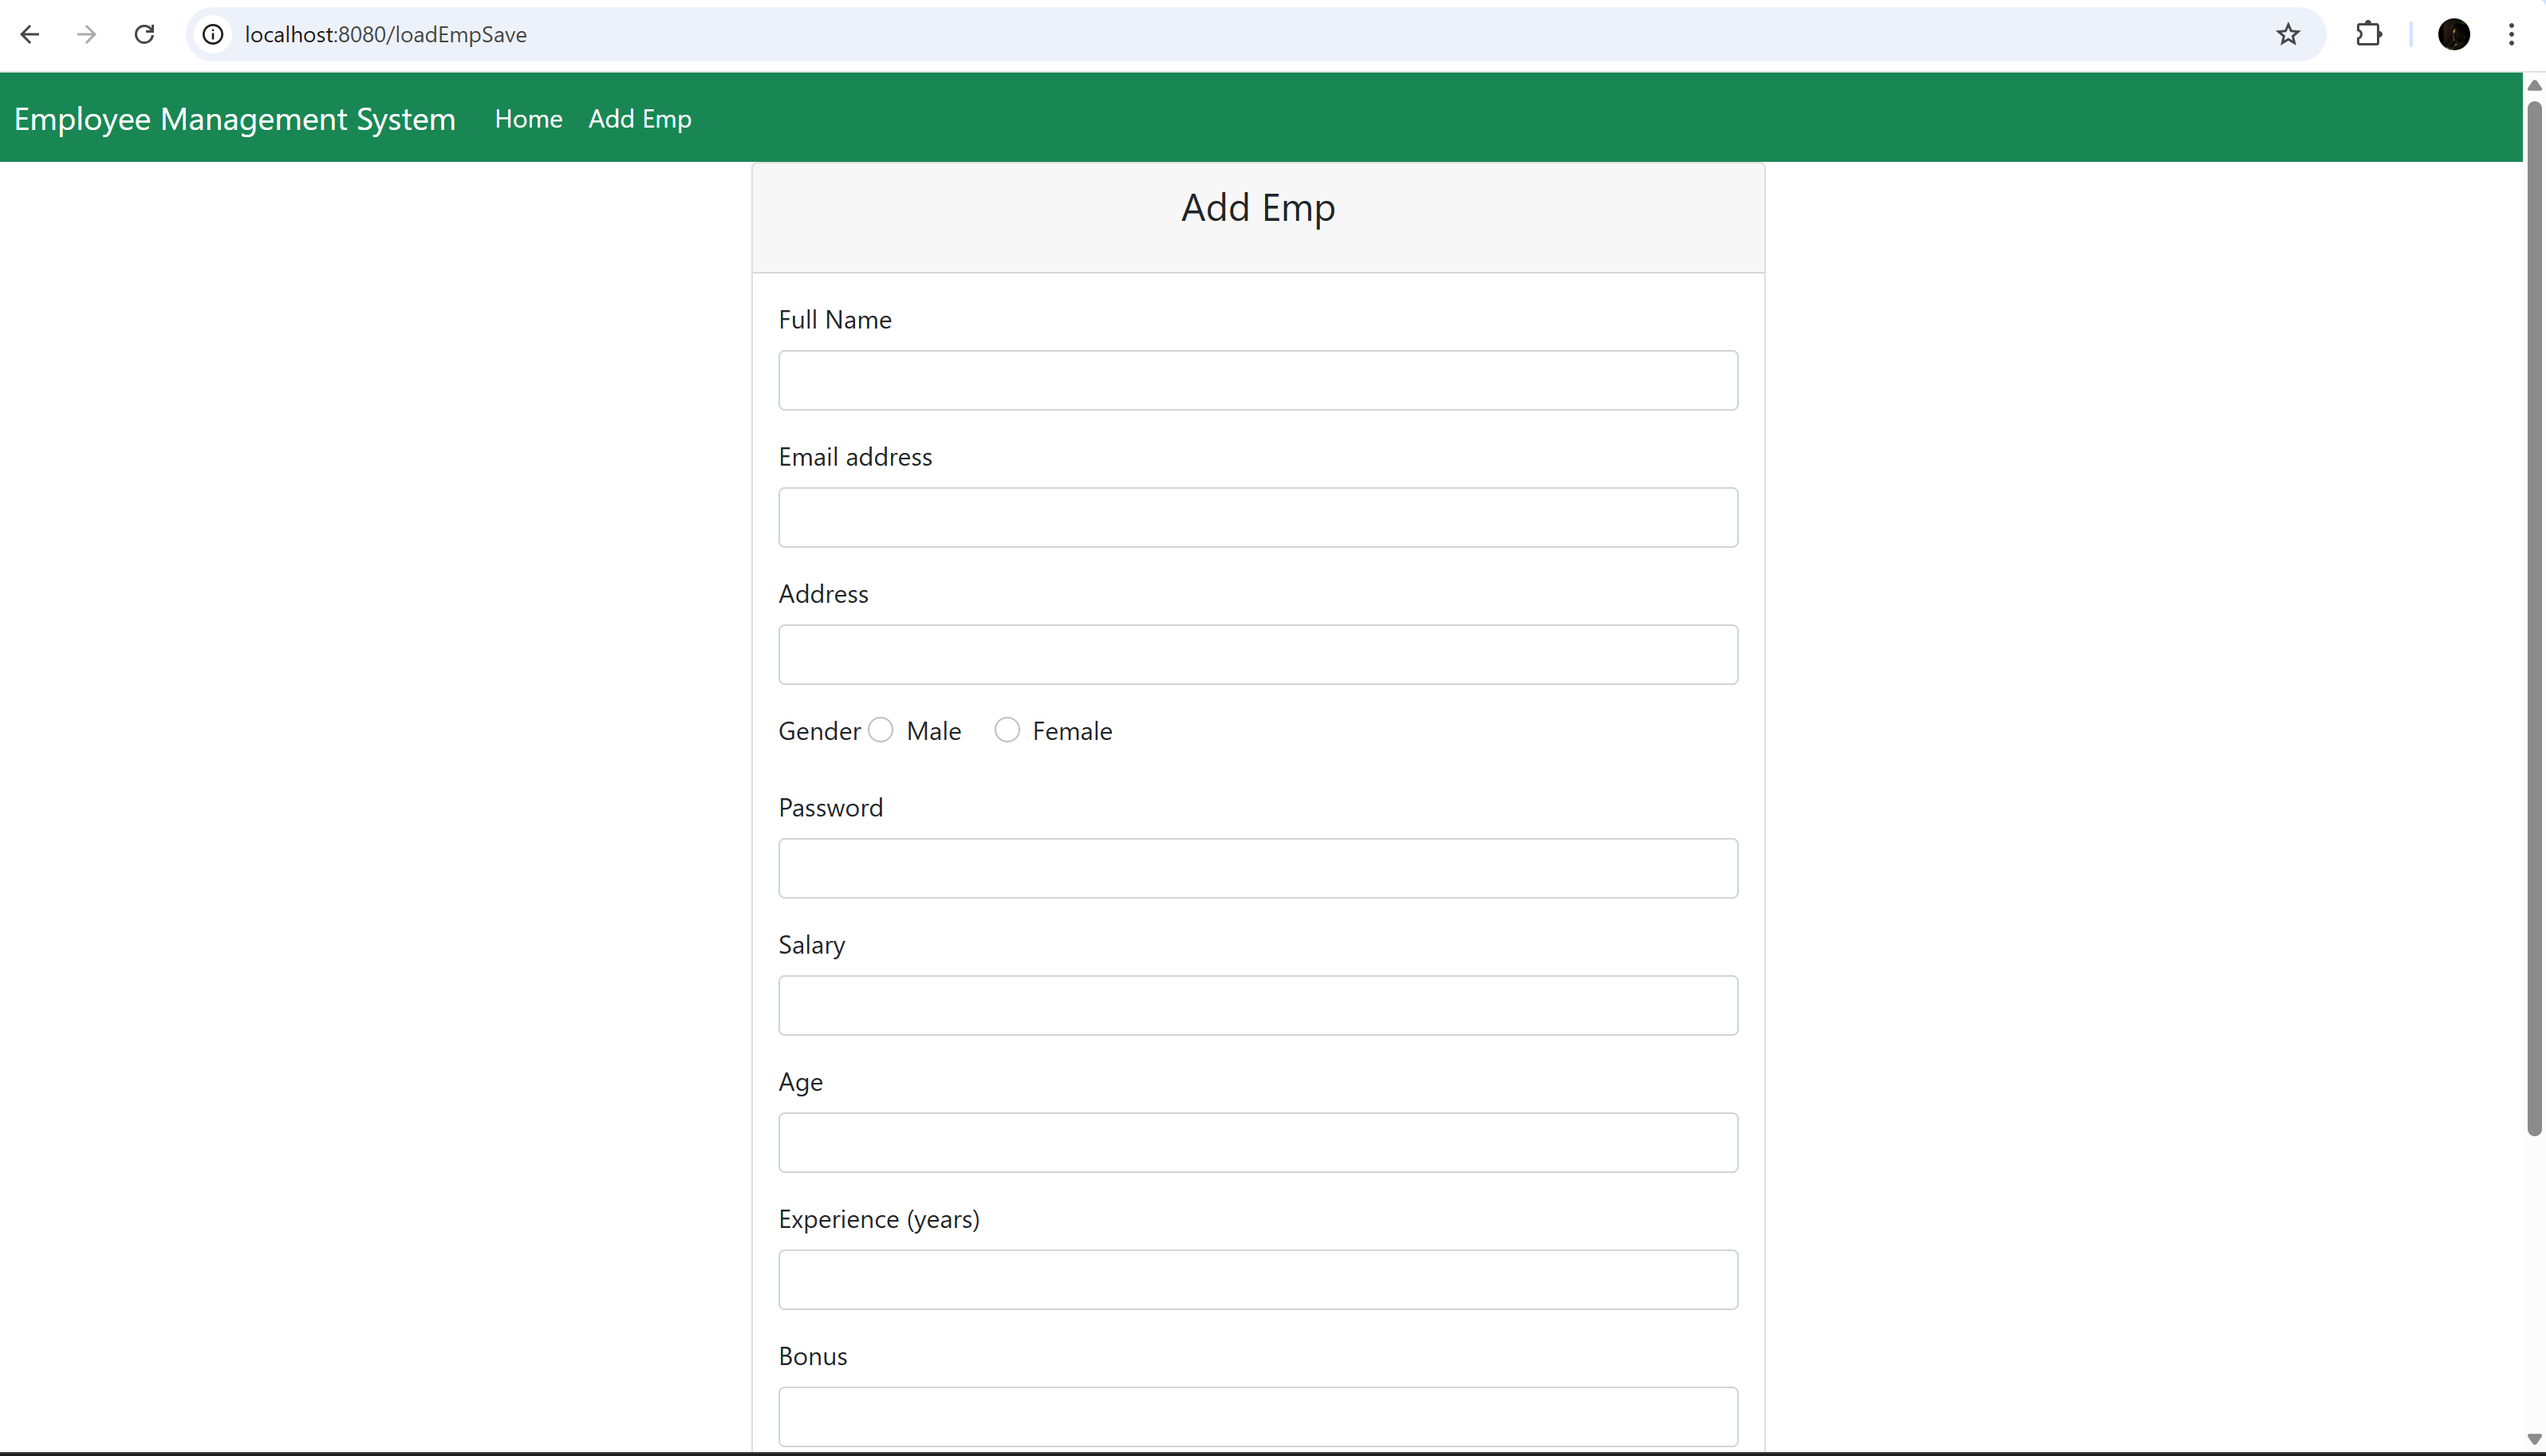 localhost:8080/loadEmpSave
Employee Management System Home Add Emp
Add Emp
Full Name
Email address
Address
Gender Male Female
Password
Salary
Age
Experience (years)
Bonus